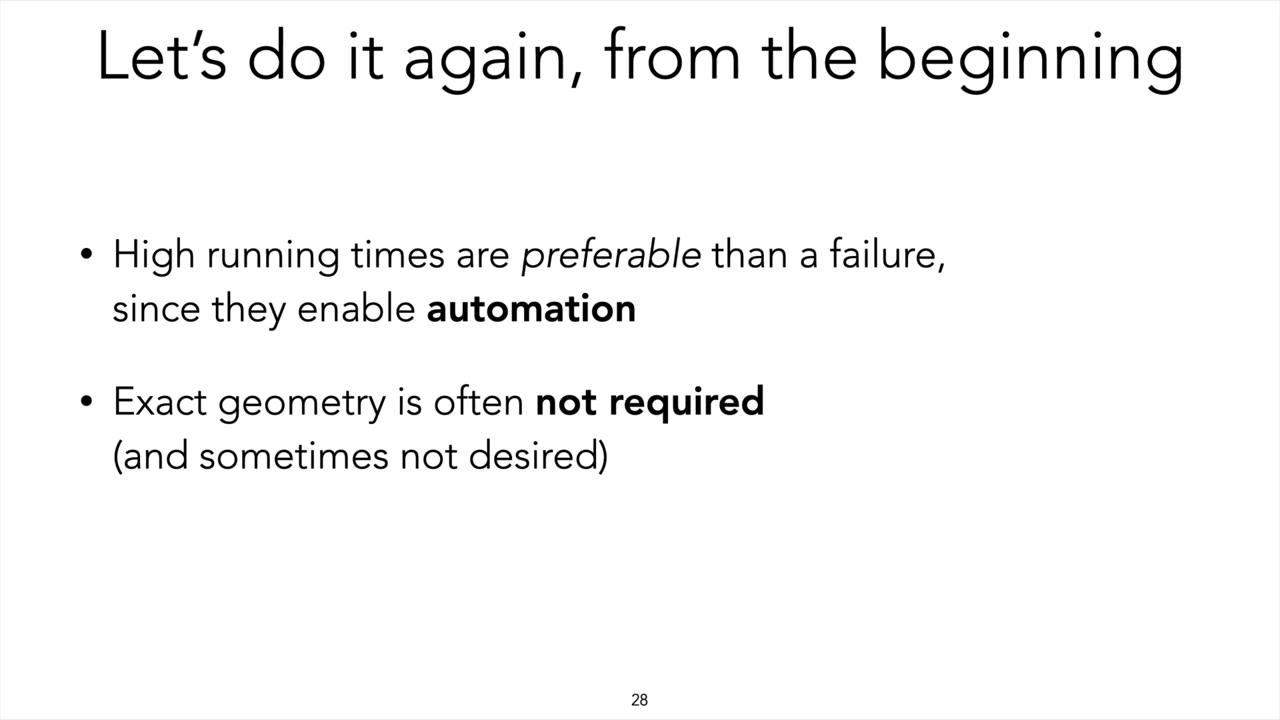 Let’s do it again, from the beginning
• High running times are preferable than a failure,
since they enable automation
• Exact geometry is often not required
(and sometimes not desired)
28